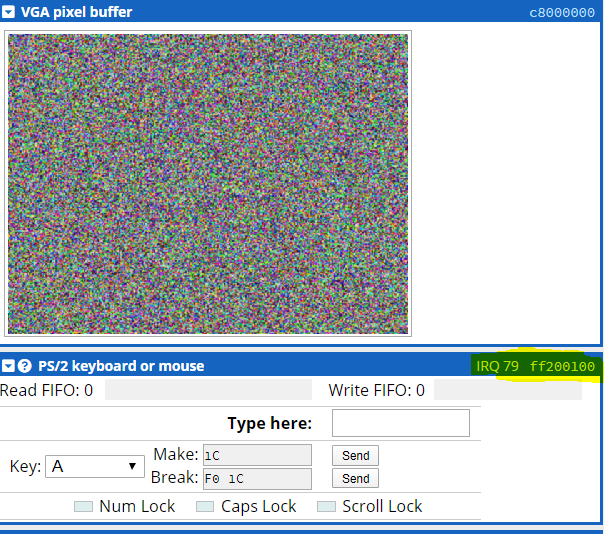 VGA pixel buffer c8000000
? PS/2 keyboard or mouse IRQ 79 ff200100
Read FIFO: 0 Write FIFO: 0
Type here:
Key: A Make: 1C Send
Break: F0 1C Send
Num Lock Caps Lock Scroll Lock